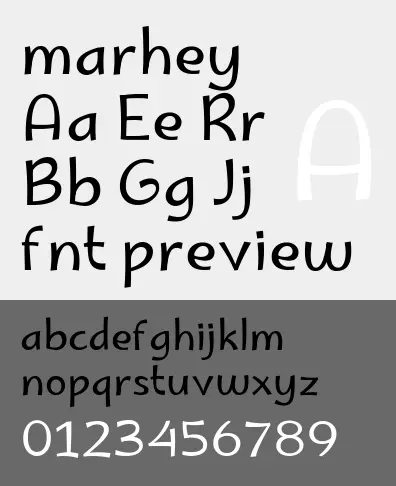 marhey
Aa Ee Rr
A
Bb Gg Jj
fnt preview
abcdefghijklm
nopqrstuvwxyz
0123456789